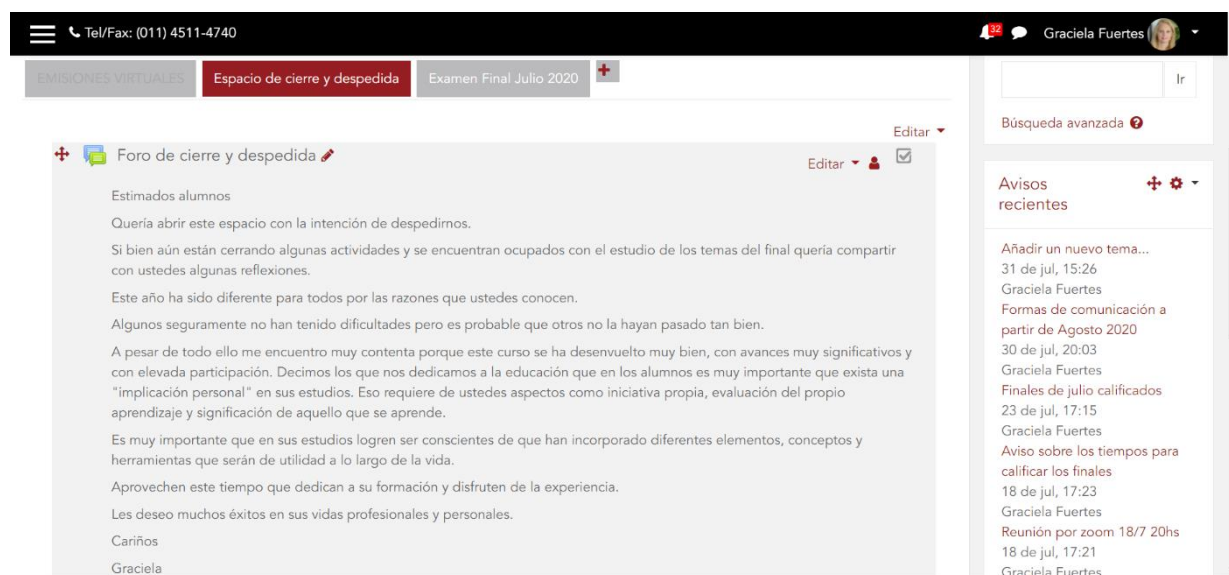 Tel/Fax: (011) 4511-4740
32
Graciela Fuertes
EMISIONES VIRTUALES
Espacio de cierre y despedida
Examen Final Julio 2020
Editar
Foro de cierre y despedida
Editar
Estimados alumnos
Quería abrir este espacio con la intención de despedirnos.
Si bien aún están cerrando algunas actividades y se encuentran ocupados con el estudio de los temas del final quería compartir
con ustedes algunas reflexiones.
Este año ha sido diferente para todos por las razones que ustedes conocen.
Algunos seguramente no han tenido dificultades pero es probable que otros no la hayan pasado tan bien.
A pesar de todo ello me encuentro muy contenta porque este curso se ha desenvuelto muy bien, con avances muy significativos y
con elevada participación. Decimos los que nos dedicamos a la educación que en los alumnos es muy importante que exista una
"implicación personal" en sus estudios. Eso requiere de ustedes aspectos como iniciativa propia, evaluación del propio
aprendizaje y significación de aquello que se aprende.
Es muy importante que en sus estudios logren ser conscientes de que han incorporado diferentes elementos, conceptos y
herramientas que serán de utilidad a lo largo de la vida.
Aprovechen este tiempo que dedican a su formación y disfruten de la experiencia.
Les deseo muchos éxitos en sus vidas profesionales y personales.
Cariños
Graciela
Ir
Búsqueda avanzada
Avisos
recientes
Añadir un nuevo tema...
31 de jul, 15:26
Graciela Fuertes
Formas de comunicación a
partir de Agosto 2020
30 de jul, 20:03
Graciela Fuertes
Finales de julio calificados
23 de jul, 17:15
Graciela Fuertes
Aviso sobre los tiempos para
calificar los finales
18 de jul, 17:23
Graciela Fuertes
Reunión por zoom 18/7 20hs
18 de jul, 17:21
Graciela Fuertes